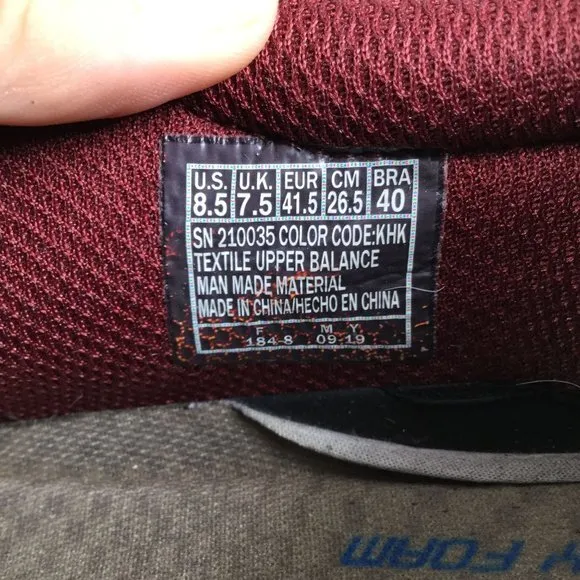 U.S. U.K. EUR CM BRA
8.5 7.5 41.5 26.5 40
SN 210035 COLOR CODE:KHK
TEXTILE UPPER BALANCE
MAN MADE MATERIAL
MADE IN CHINA/HECHO EN CHINA
F M Y
184-8 09-19
Y FOAM